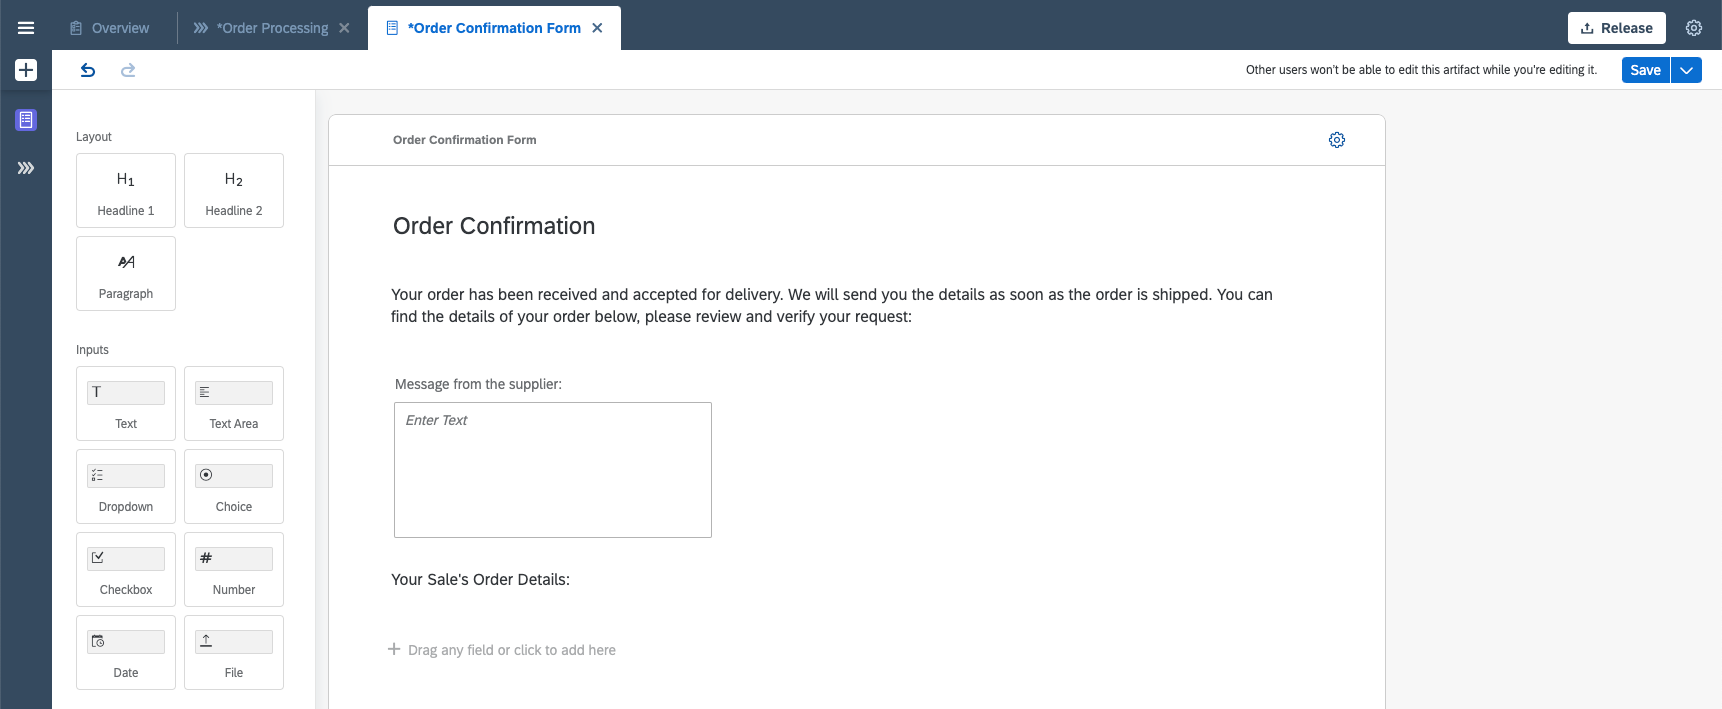 Overview
*Order Processing
*Order Confirmation Form
Release
Other users won't be able to edit this artifact while you're editing it.
Save
Layout
H1
Headline 1
H2
Headline 2
Paragraph
Inputs
T
Text
Text Area
Dropdown
Choice
Checkbox
#
Number
Date
File
Order Confirmation Form
Order Confirmation
Your order has been received and accepted for delivery. We will send you the details as soon as the order is shipped. You can
find the details of your order below, please review and verify your request:
Message from the supplier:
Enter Text
Your Sale's Order Details:
Drag any field or click to add here